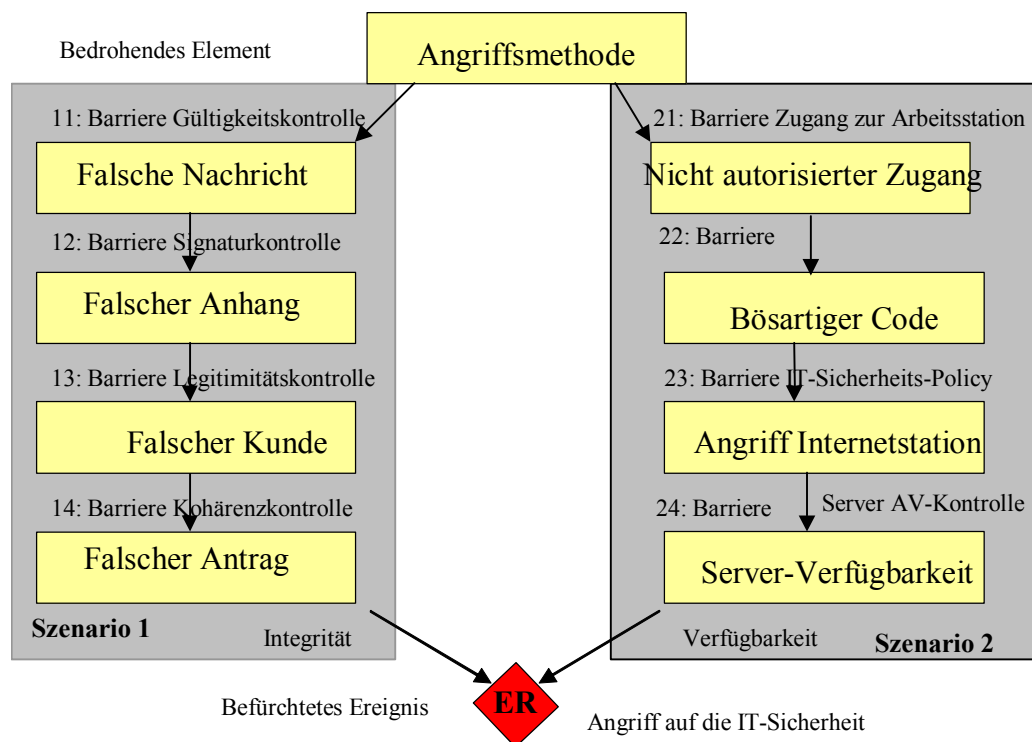 Bedrohendes Element
Angriffsmethode
11: Barriere Gültigkeitskontrolle
Falsche Nachricht
12: Barriere Signaturkontrolle
Falscher Anhang
13: Barriere Legitimitätskontrolle
Falscher Kunde
14: Barriere Kohärenzkontrolle
Falscher Antrag
Szenario 1
Integrität
21: Barriere Zugang zur Arbeitsstation
Nicht autorisierter Zugang
22: Barriere
Bösartiger Code
23: Barriere IT-Sicherheits-Policy
Angriff Internetstation
24: Barriere
Server AV-Kontrolle
Server-Verfügbarkeit
Verfügbarkeit
Szenario 2
Befürchtetes Ereignis
ER
Angriff auf die IT-Sicherheit